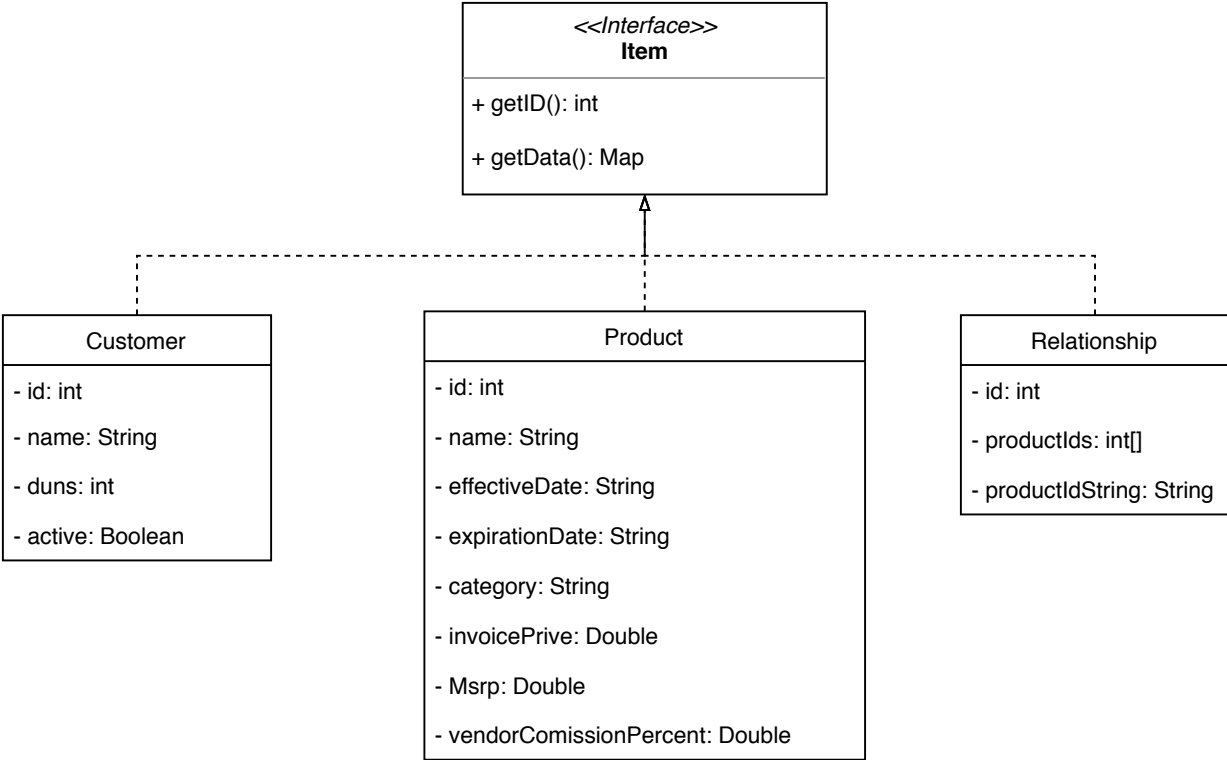 <<Interface>>
Item
+ getID(): int
+ getData(): Map
Customer
- id: int
- name: String
- duns: int
- active: Boolean
Product
- id: int
- name: String
- effectiveDate: String
- expirationDate: String
- category: String
- invoicePrive: Double
- Msrp: Double
- vendorComissionPercent: Double
Relationship
- id: int
- productIds: int[]
- productIdString: String